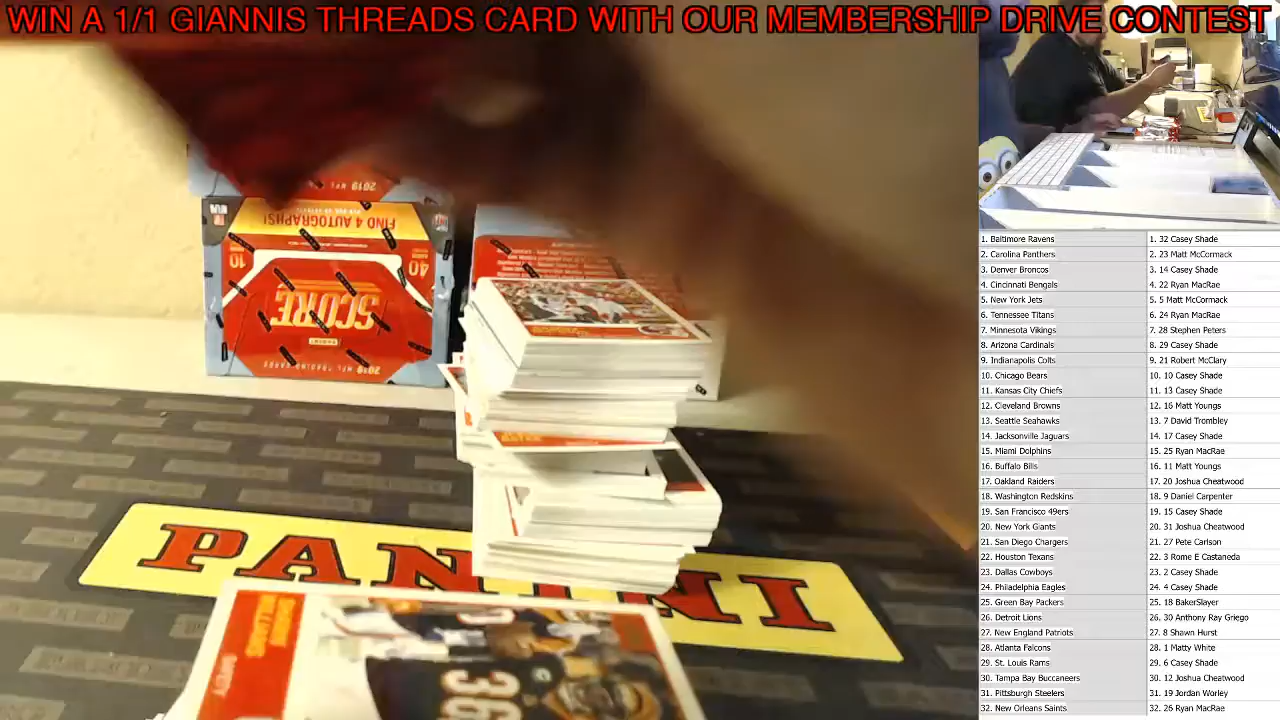 WIN A 1/1 GIANNIS THREADS CARD WITH OUR MEMBERSHIP DRIVE CONTEST
2019 NFL
FIND 4 AUTOGRAPHS!
10
40
SCORE
PANINI
2019 NFL TRADING CARDS
PANINI
SAFETY
36
1. Baltimore Ravens 1. 32 Casey Shade
2. Carolina Panthers 2. 23 Matt McCormack
3. Denver Broncos 3. 14 Casey Shade
4. Cincinnati Bengals 4. 22 Ryan MacRae
5. New York Jets 5. 5 Matt McCormack
6. Tennessee Titans 6. 24 Ryan MacRae
7. Minnesota Vikings 7. 28 Stephen Peters
8. Arizona Cardinals 8. 29 Casey Shade
9. Indianapolis Colts 9. 21 Robert McClary
10. Chicago Bears 10. 10 Casey Shade
11. Kansas City Chiefs 11. 13 Casey Shade
12. Cleveland Browns 12. 16 Matt Youngs
13. Seattle Seahawks 13. 7 David Trombley
14. Jacksonville Jaguars 14. 17 Casey Shade
15. Miami Dolphins 15. 25 Ryan MacRae
16. Buffalo Bills 16. 11 Matt Youngs
17. Oakland Raiders 17. 20 Joshua Cheatwood
18. Washington Redskins 18. 9 Daniel Carpenter
19. San Francisco 49ers 19. 15 Casey Shade
20. New York Giants 20. 31 Joshua Cheatwood
21. San Diego Chargers 21. 27 Pete Carlson
22. Houston Texans 22. 3 Rome E Castaneda
23. Dallas Cowboys 23. 2 Casey Shade
24. Philadelphia Eagles 24. 4 Casey Shade
25. Green Bay Packers 25. 18 BakerSlayer
26. Detroit Lions 26. 30 Anthony Ray Griego
27. New England Patriots 27. 8 Shawn Hurst
28. Atlanta Falcons 28. 1 Matty White
29. St. Louis Rams 29. 6 Casey Shade
30. Tampa Bay Buccaneers 30. 12 Joshua Cheatwood
31. Pittsburgh Steelers 31. 19 Jordan Worley
32. New Orleans Saints 32. 26 Ryan MacRae